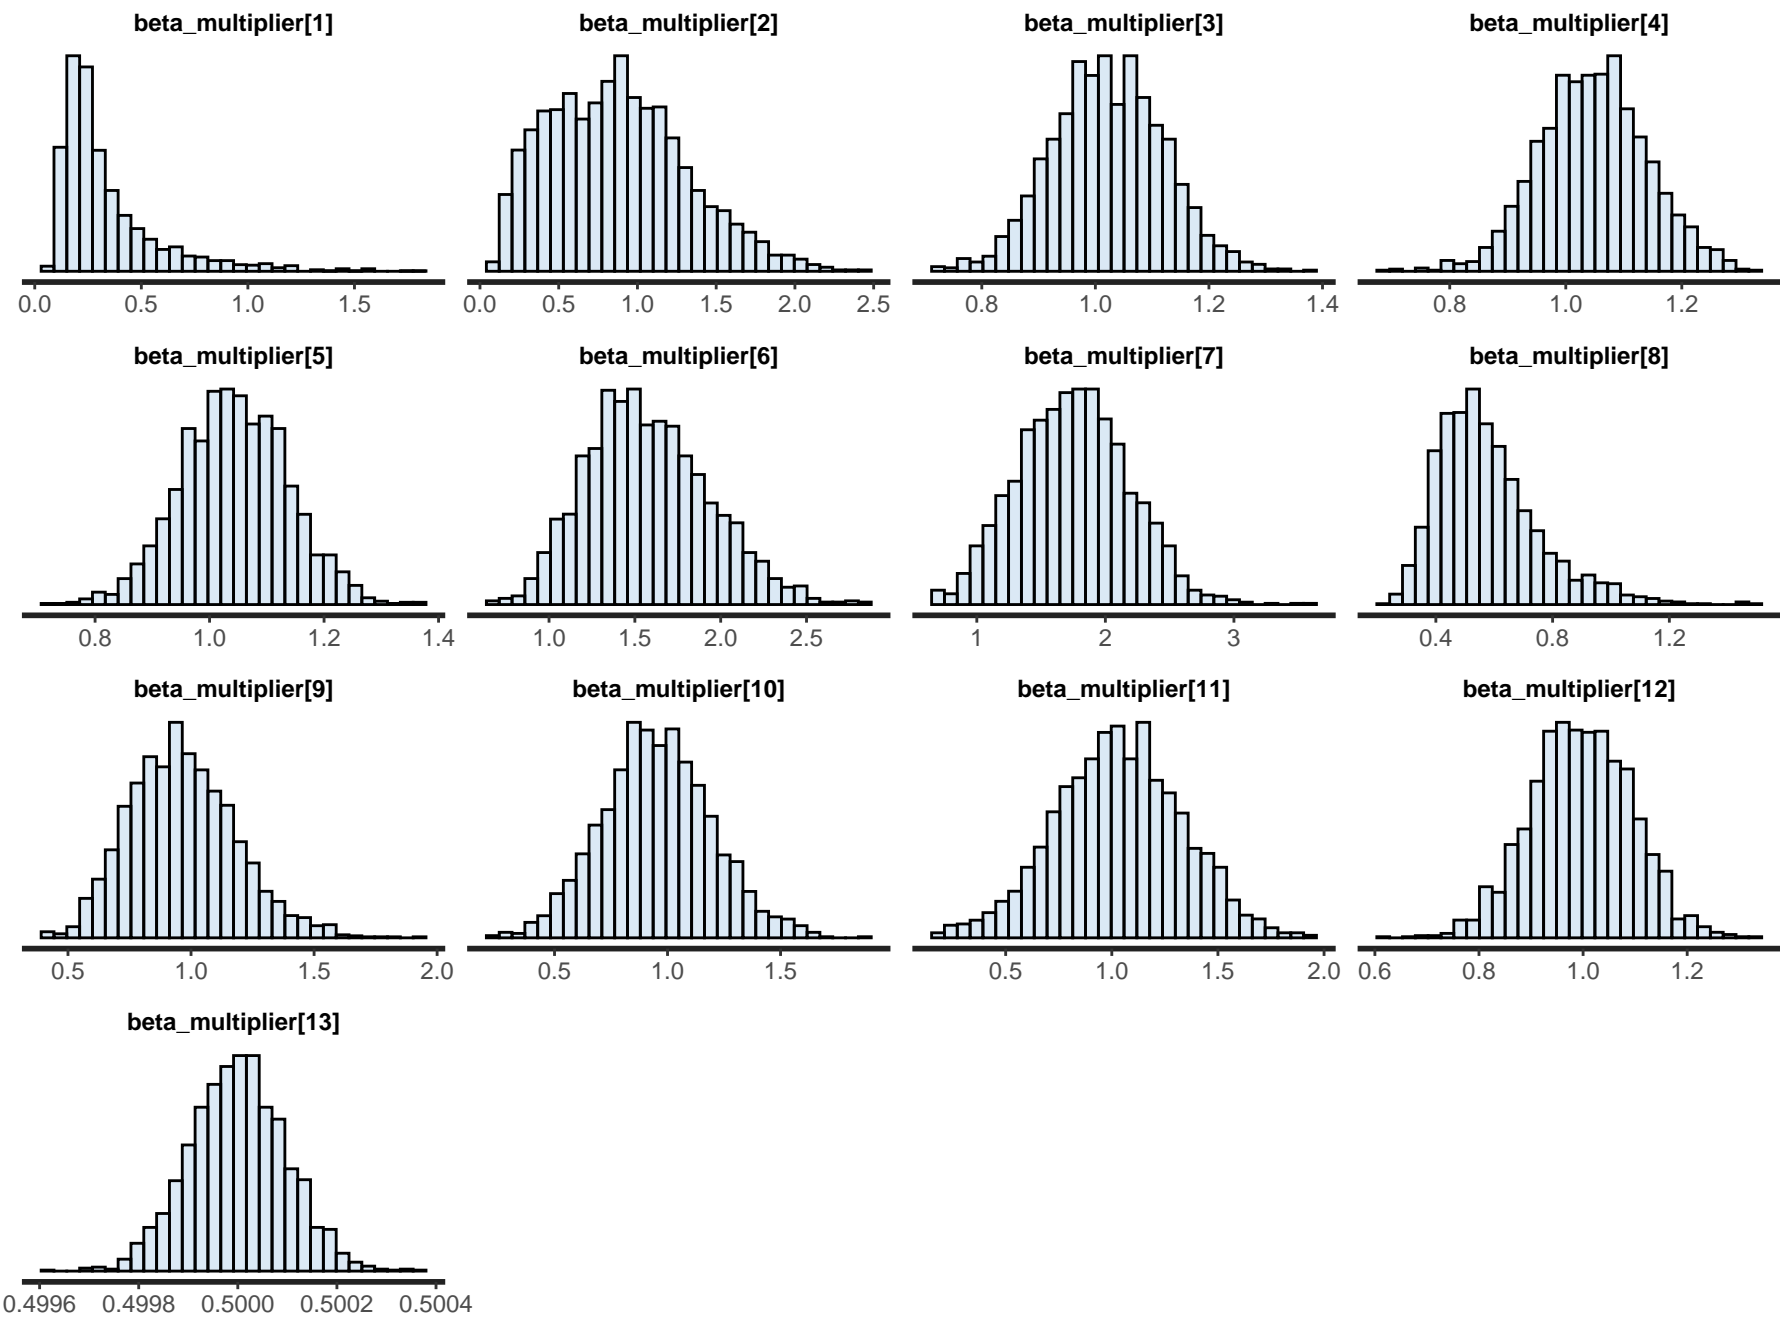 beta_multiplier[1] beta_multiplier[2] beta_multiplier[3] beta_multiplier[4]
0.0 0.5 1.0 1.5 0.0 0.5 1.0 1.5 2.0 2.5 0.8 1.0 1.2 1.4 0.8 1.0 1.2
beta_multiplier[5] beta_multiplier[6] beta_multiplier[7] beta_multiplier[8]
0.8 1.0 1.2 1.4 1.0 1.5 2.0 2.5 1 2 3 0.4 0.8 1.2
beta_multiplier[9] beta_multiplier[10] beta_multiplier[11] beta_multiplier[12]
0.5 1.0 1.5 2.0 0.5 1.0 1.5 0.5 1.0 1.5 2.0 0.6 0.8 1.0 1.2
beta_multiplier[13]
0.4996 0.4998 0.5000 0.5002 0.5004